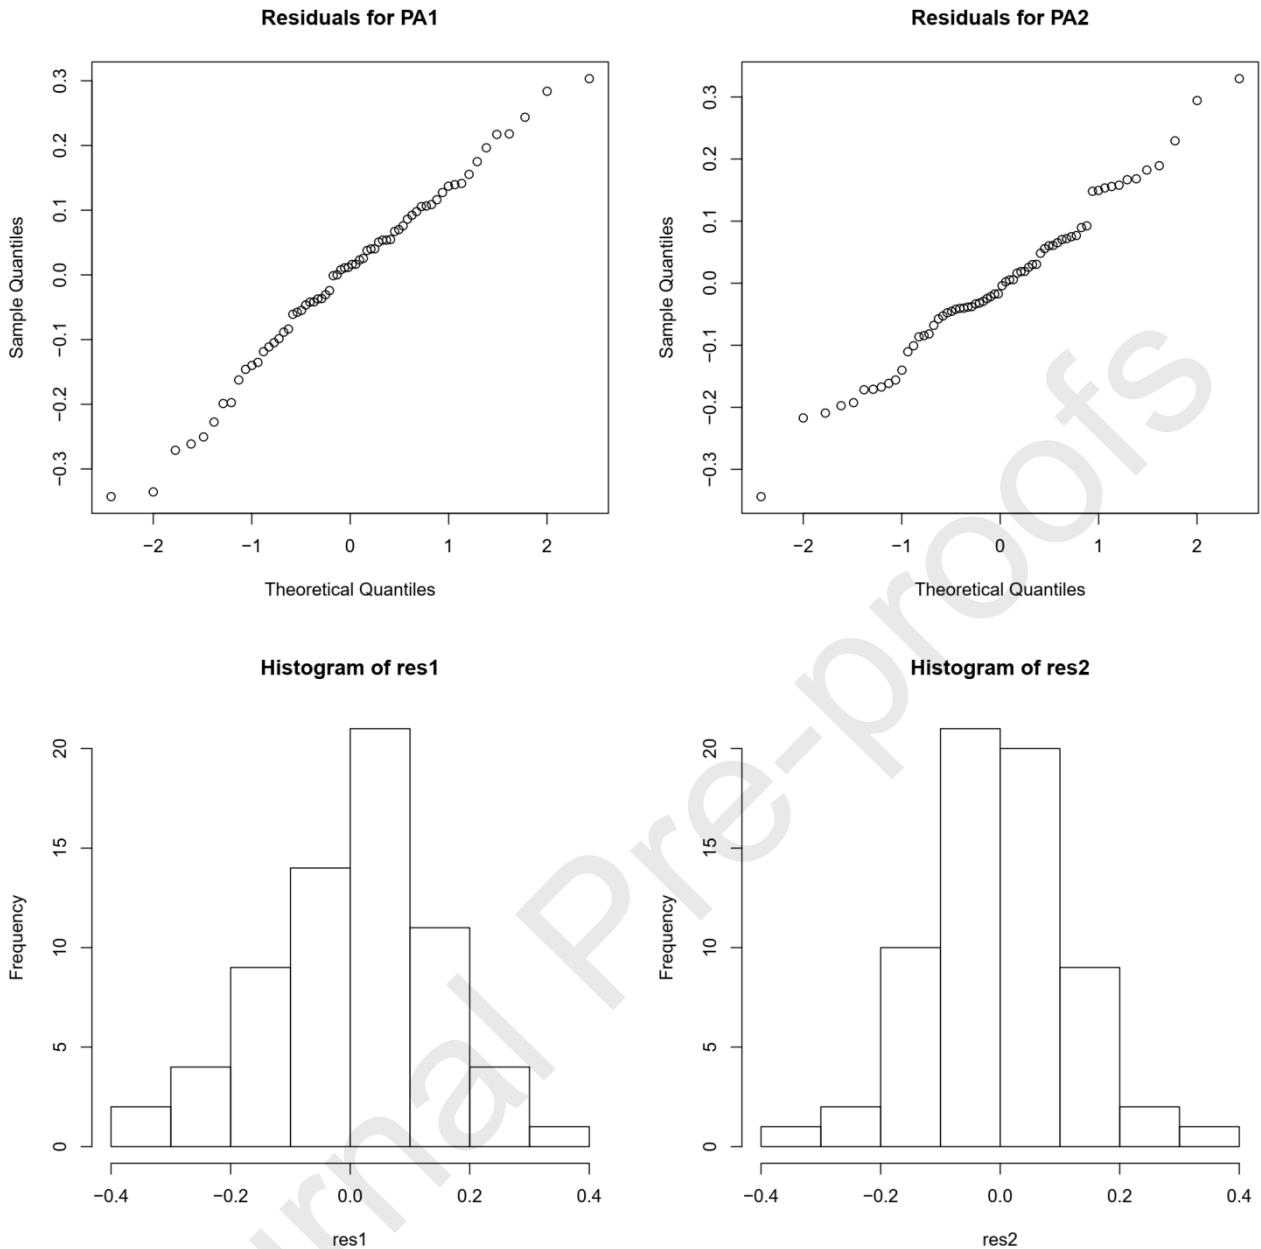 Residuals for PA1
Sample Quantiles
0.3
0.2
0.1
0.0
−0.1
−0.2
−0.3
−2 −1 0 1 2
Theoretical Quantiles
Residuals for PA2
Sample Quantiles
0.3
0.2
0.1
0.0
−0.1
−0.2
−0.3
−2 −1 0 1 2
Theoretical Quantiles
Histogram of res1
Frequency
20
15
10
5
0
−0.4 −0.2 0.0 0.2 0.4
res1
Histogram of res2
Frequency
20
15
10
5
0
−0.4 −0.2 0.0 0.2 0.4
res2
Pre-proofs